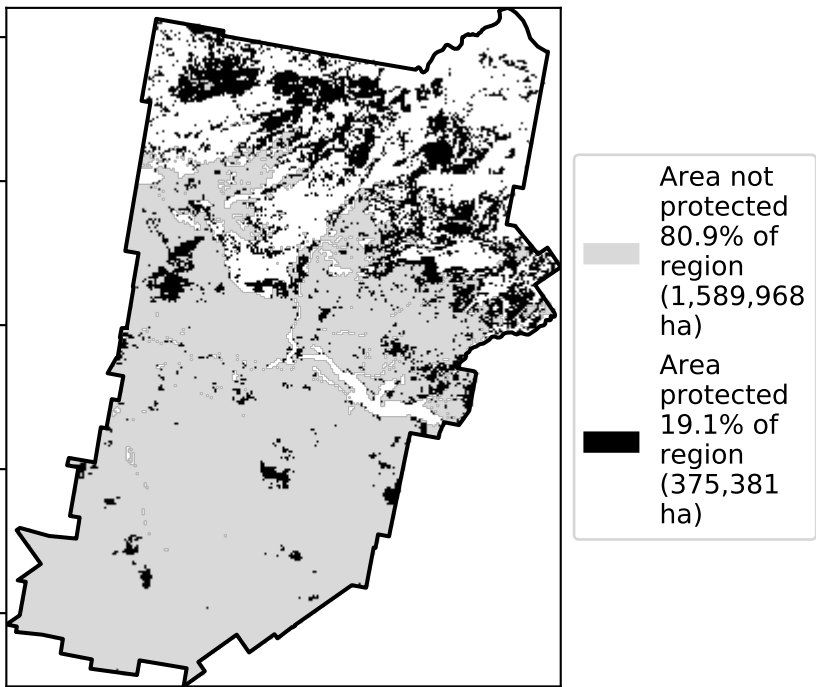 Area not
protected
80.9% of
region
(1,589,968
ha)
Area
protected
19.1% of
region
(375,381
ha)